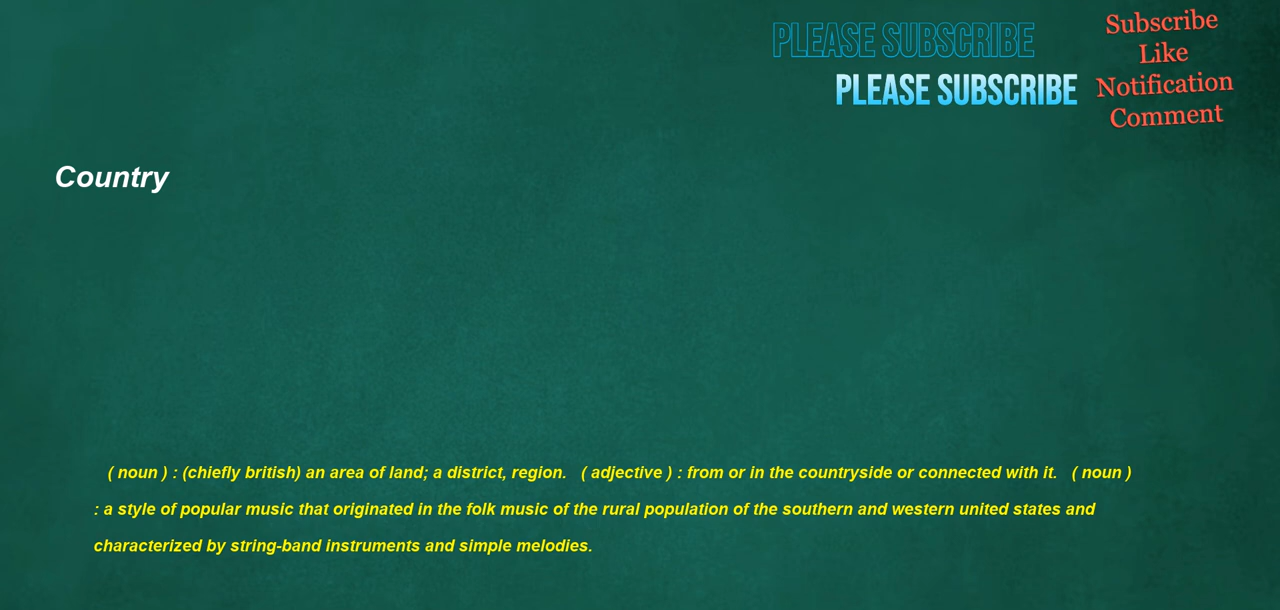 PLEASE SUBSCRIBE
PLEASE SUBSCRIBE
Subscribe
Like
Notification
Comment
Country
( noun ) : (chiefly british) an area of land; a district, region. ( adjective ) : from or in the countryside or connected with it. ( noun )
: a style of popular music that originated in the folk music of the rural population of the southern and western united states and
characterized by string-band instruments and simple melodies.